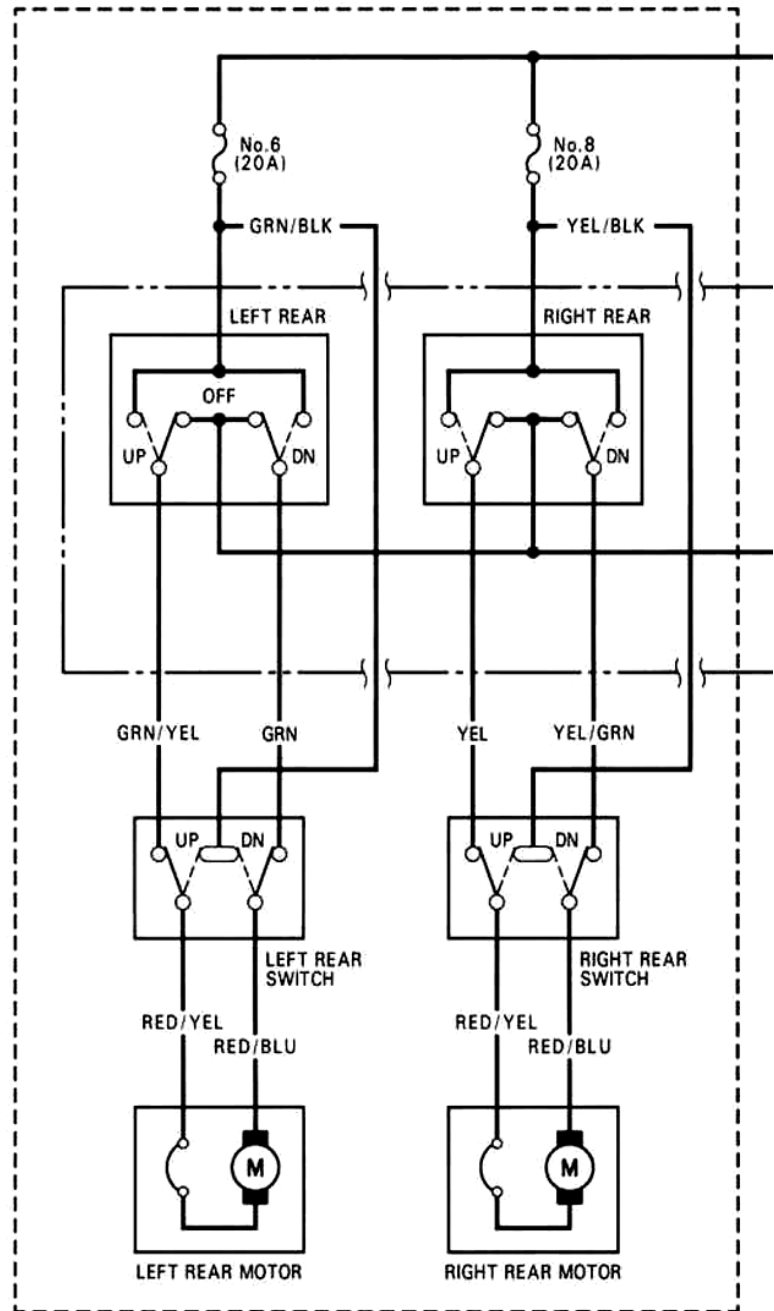 No.6
(20A)
No.8
(20A)
GRN/BLK
YEL/BLK
LEFT REAR
RIGHT REAR
OFF
UP
DN
UP
DN
GRN/YEL
GRN
YEL
YEL/GRN
UP
DN
UP
DN
LEFT REAR
SWITCH
RIGHT REAR
SWITCH
RED/YEL
RED/BLU
RED/YEL
RED/BLU
M
M
LEFT REAR MOTOR
RIGHT REAR MOTOR